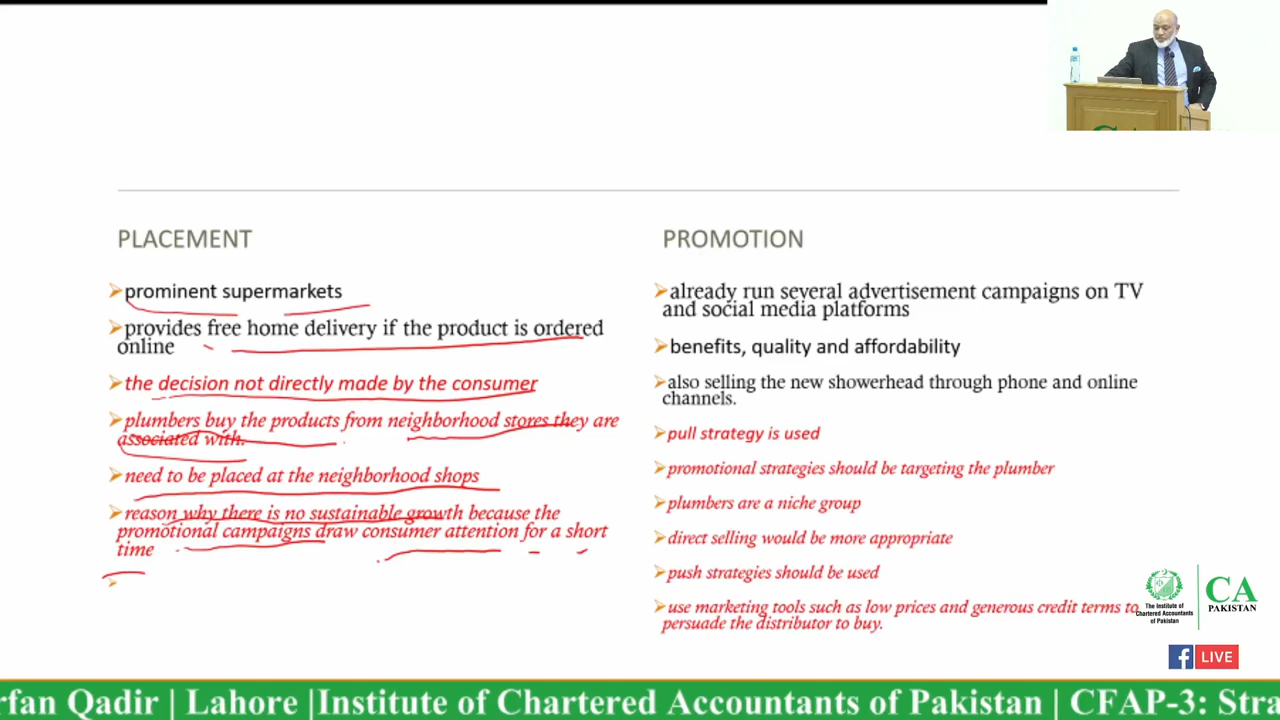 PLACEMENT
prominent supermarkets
provides free home delivery if the product is ordered
online
the decision not directly made by the consumer
plumbers buy the products from neighborhood stores they are
associated with.
need to be placed at the neighborhood shops
reason why there is no sustainable growth because the
promotional campaigns draw consumer attention for a short
time
PROMOTION
already run several advertisement campaigns on TV
and social media platforms
benefits, quality and affordability
also selling the new showerhead through phone and online
channels.
pull strategy is used
promotional strategies should be targeting the plumber
plumbers are a niche group
direct selling would be more appropriate
push strategies should be used
use marketing tools such as low prices and generous credit terms to
persuade the distributor to buy.
The Institute of
Chartered Accountants
of Pakistan
CA
PAKISTAN
f LIVE
rfan Qadir | Lahore |Institute of Chartered Accountants of Pakistan | CFAP-3: Stra